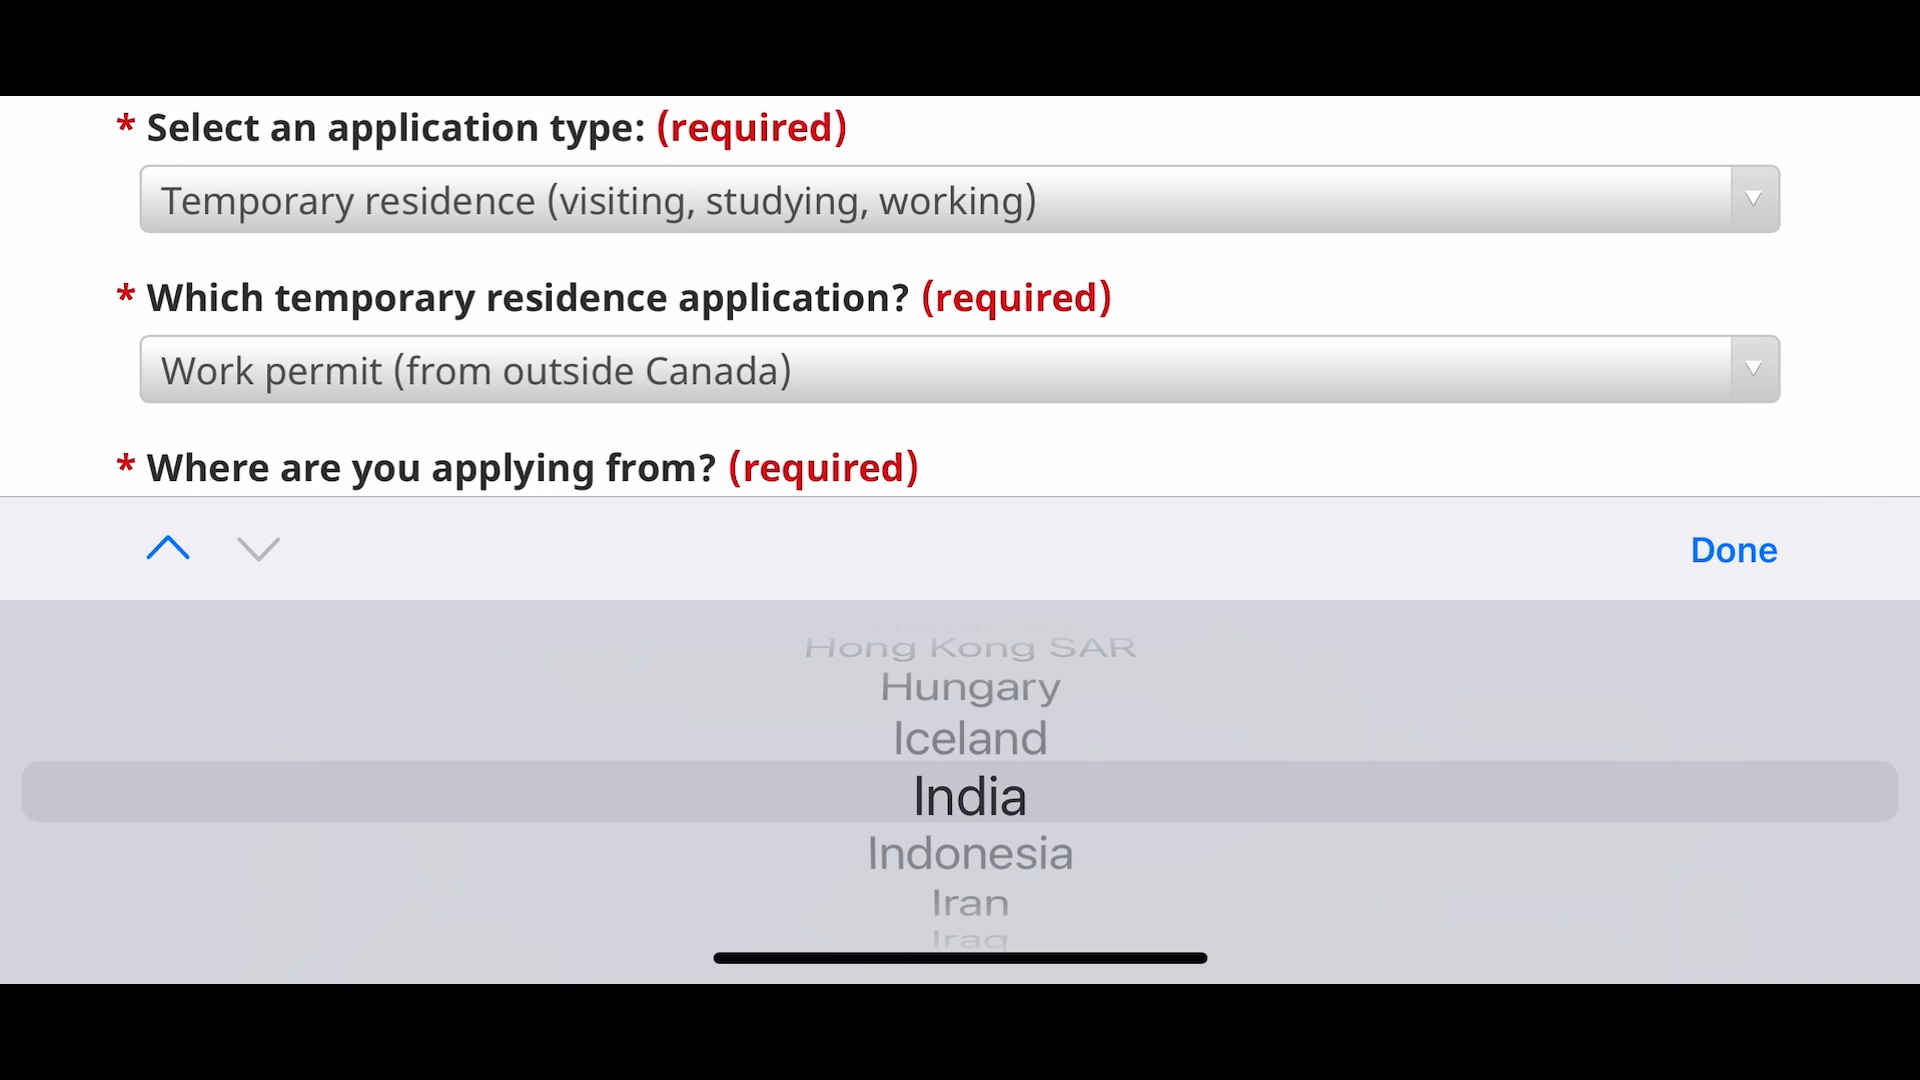 * Select an application type: (required)
Temporary residence (visiting, studying, working)
* Which temporary residence application? (required)
Work permit (from outside Canada)
* Where are you applying from? (required)
Done
Hong Kong SAR
Hungary
Iceland
India
Indonesia
Iran
Iraq